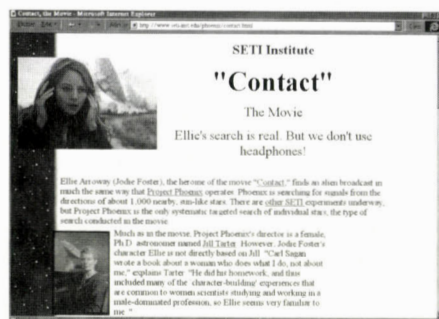 Contact, the Movie - Microsoft Internet Explorer
SETI Institute
"Contact"
The Movie
Ellie's search is real. But we don't use
headphones!
Ellie Arroway (Jodie Foster), the heroine of the movie "Contact," finds an alien broadcast in
much the same way that Project Phoenix operates. Phoenix is searching for signals from the
directions of about 1,000 nearby, sun-like stars. There are other SETI experiments underway,
but Project Phoenix is the only systematic targeted search of individual stars, the type of
search conducted in the movie.
Much as in the movie, Project Phoenix's director is a female,
Ph.D. astronomer named Jill Tarter. However, Jodie Foster's
character Ellie is not directly based on Jill. "Carl Sagan
wrote a book about a woman who does what I do, not about
me," explains Tarter. "He did his homework, and thus
included many of the 'character-building' experiences that
are common to women scientists studying and working in a
male-dominated profession, so Ellie seems very familiar to
me."